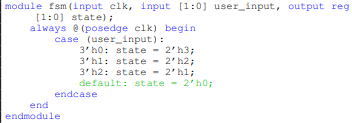 module fsm(input clk, input [1:0] user_input, output reg
[1:0] state);
always @(posedge clk) begin
case (user_input):
3'h0: state = 2'h3;
3'h1: state = 2'h2;
3'h2: state = 2'h1;
default: state = 2'h0;
endcase
end
endmodule